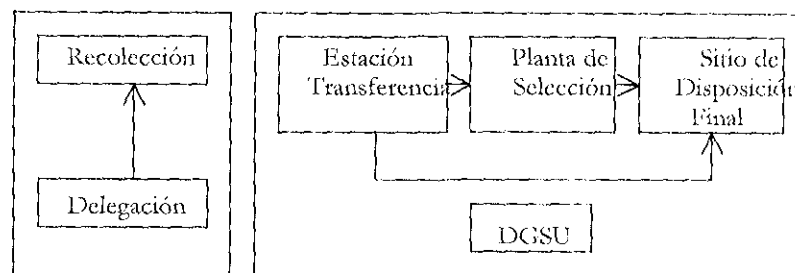 Recolección
Delegación
Estación
Transferencia
Planta de
Selección
Sitio de
Disposición
Final
DGSU